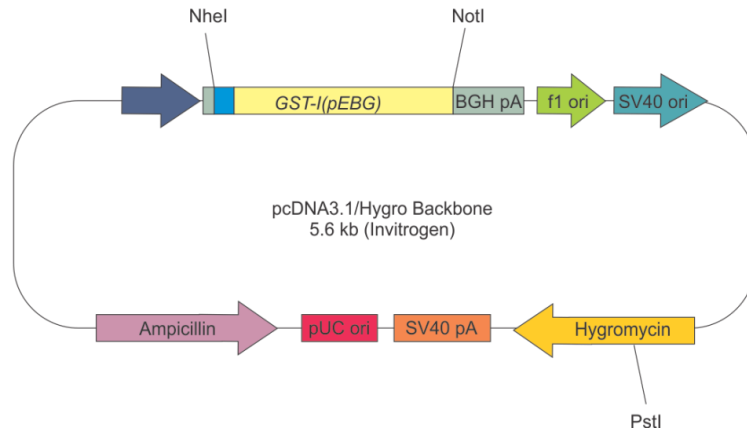 NheI
NotI
GST-I(pEBG)
BGH pA
f1 ori
SV40 ori
pcDNA3.1/Hygro Backbone
5.6 kb (Invitrogen)
Ampicillin
pUC ori
SV40 pA
Hygromycin
PstI